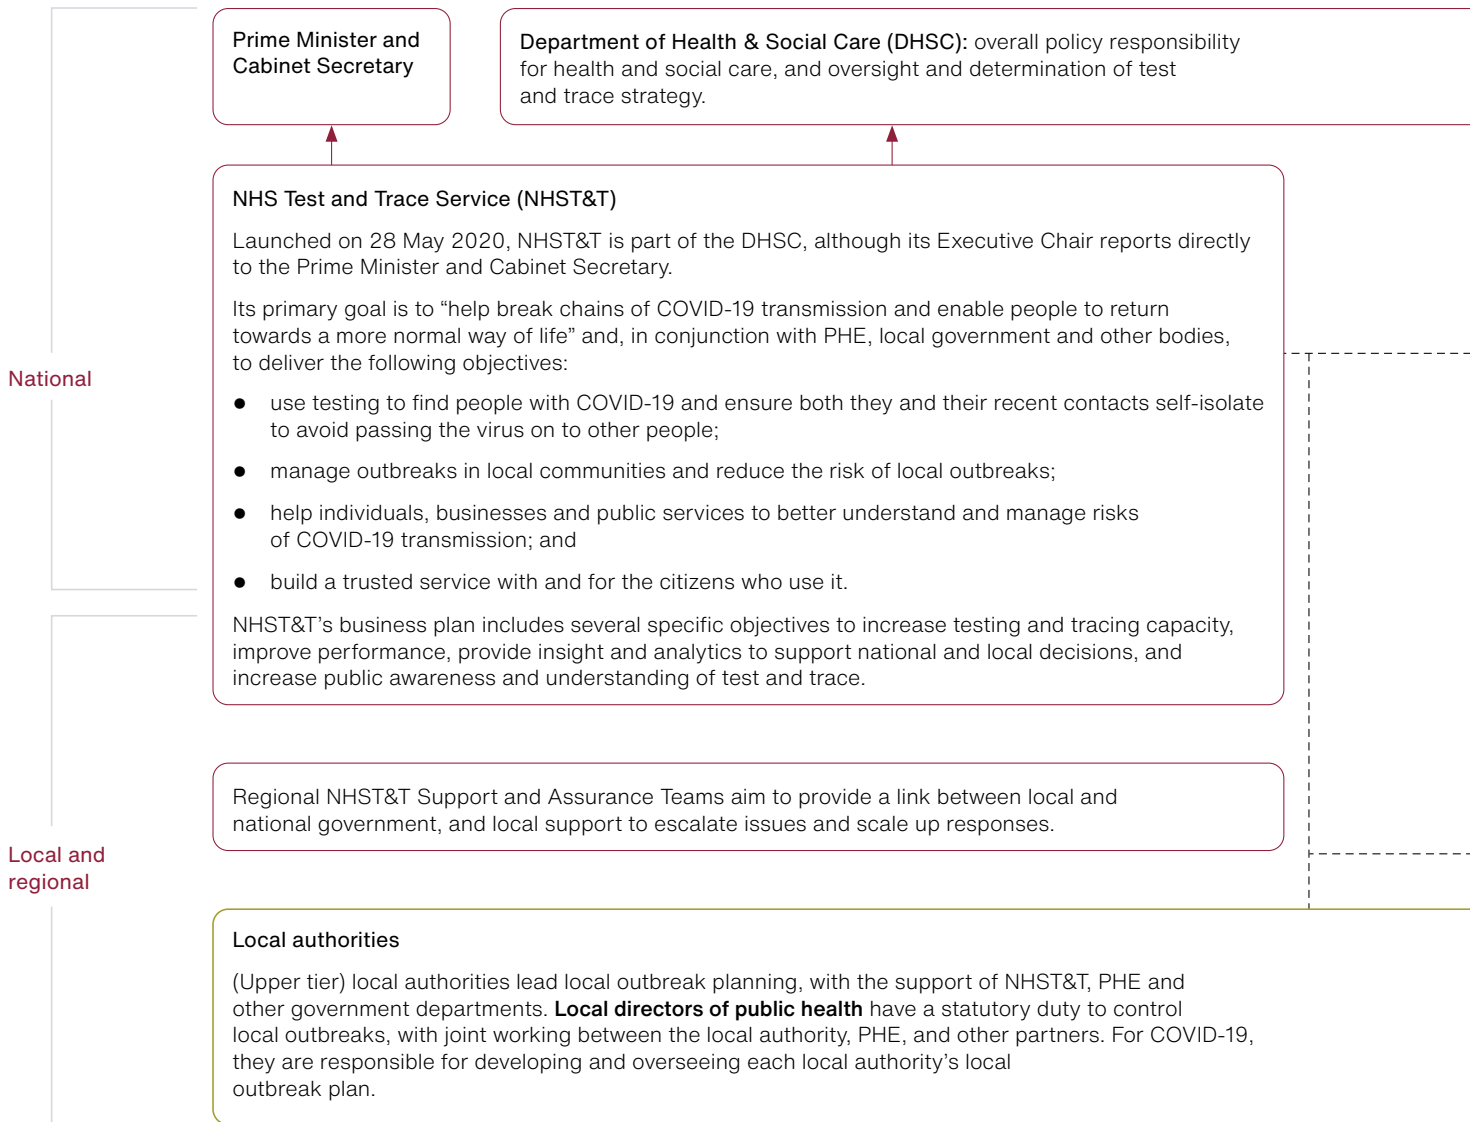 Prime Minister and
Cabinet Secretary
Department of Health & Social Care (DHSC): overall policy responsibility
for health and social care, and oversight and determination of test
and trace strategy.
National
NHS Test and Trace Service (NHST&T)
Launched on 28 May 2020, NHST&T is part of the DHSC, although its Executive Chair reports directly
to the Prime Minister and Cabinet Secretary.
Its primary goal is to “help break chains of COVID-19 transmission and enable people to return
towards a more normal way of life” and, in conjunction with PHE, local government and other bodies,
to deliver the following objectives:
● use testing to find people with COVID-19 and ensure both they and their recent contacts self-isolate
to avoid passing the virus on to other people;
● manage outbreaks in local communities and reduce the risk of local outbreaks;
● help individuals, businesses and public services to better understand and manage risks
of COVID-19 transmission; and
● build a trusted service with and for the citizens who use it.
NHST&T’s business plan includes several specific objectives to increase testing and tracing capacity,
improve performance, provide insight and analytics to support national and local decisions, and
increase public awareness and understanding of test and trace.
Local and
regional
Regional NHST&T Support and Assurance Teams aim to provide a link between local and
national government, and local support to escalate issues and scale up responses.
Local authorities
(Upper tier) local authorities lead local outbreak planning, with the support of NHST&T, PHE and
other government departments. Local directors of public health have a statutory duty to control
local outbreaks, with joint working between the local authority, PHE, and other partners. For COVID-19,
they are responsible for developing and overseeing each local authority’s local
outbreak plan.